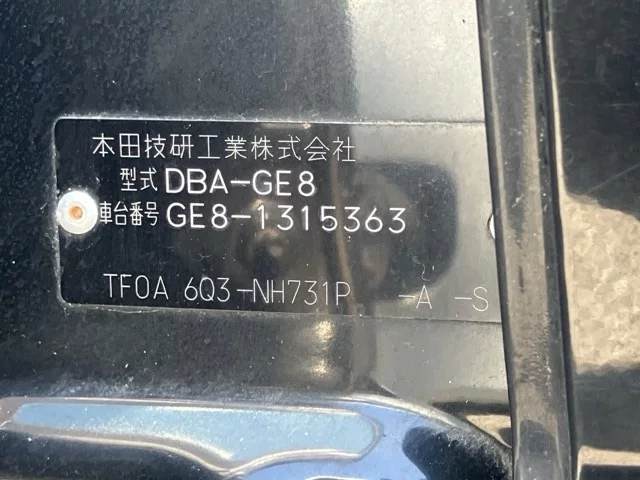 本田技研工業株式会社
型式 DBA-GE8
車台番号 GE8-1315363
TF0A 6Q3-NH731P -A -S